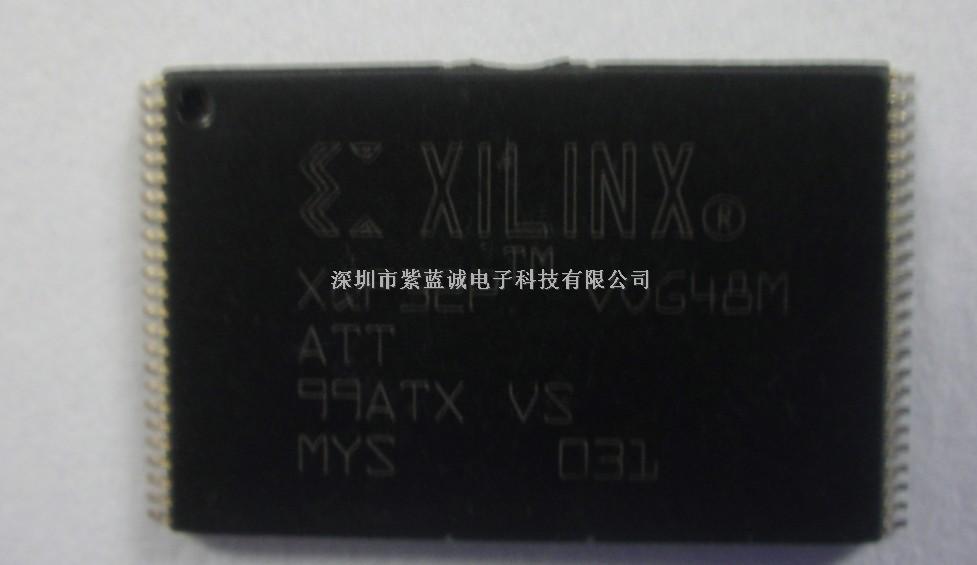 XILINX®
™
深圳市紫蓝诚电子科技有限公司
VOG48M
ATT
99ATX VS
MYS 031